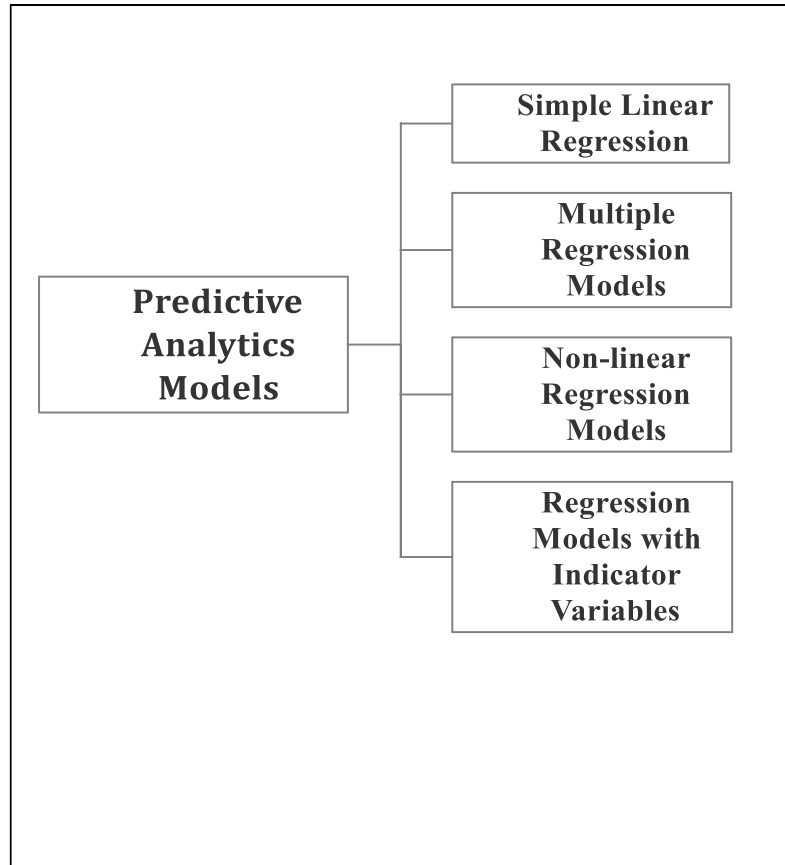 Predictive
Analytics
Models
Simple Linear
Regression
Multiple
Regression
Models
Non-linear
Regression
Models
Regression
Models with
Indicator
Variables